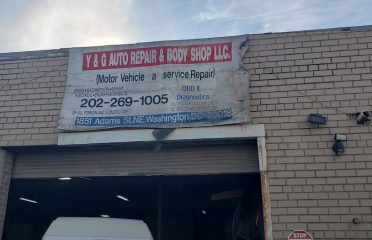 Y & G AUTO REPAIR & BODY SHOP LLC.
(Motor Vehicle a service, Repair)
OBD II
Diagnostics
202-269-1005
1851 Adams St.NE. Washington, DC 20018
STOP